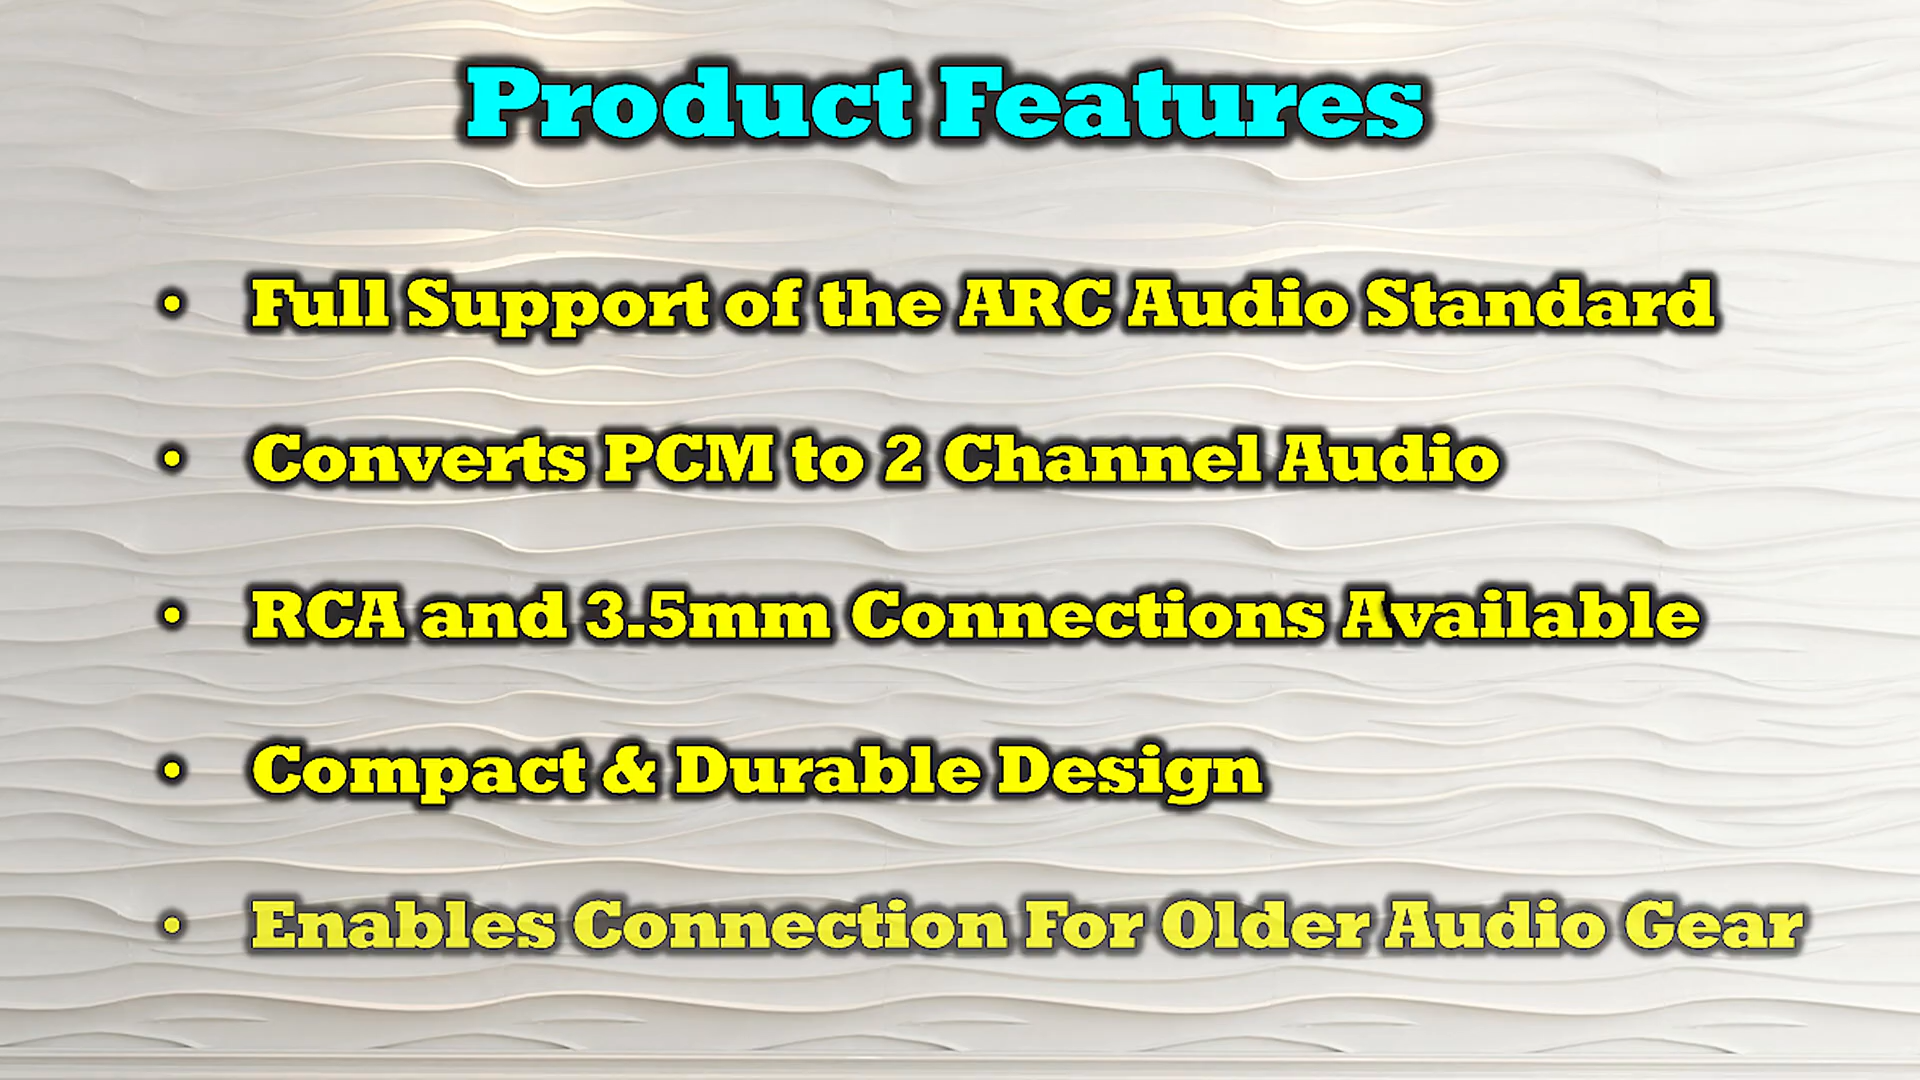 Product Features
• Full Support of the ARC Audio Standard
• Converts PCM to 2 Channel Audio
• RCA and 3.5mm Connections Available
• Compact & Durable Design
• Enables Connection For Older Audio Gear